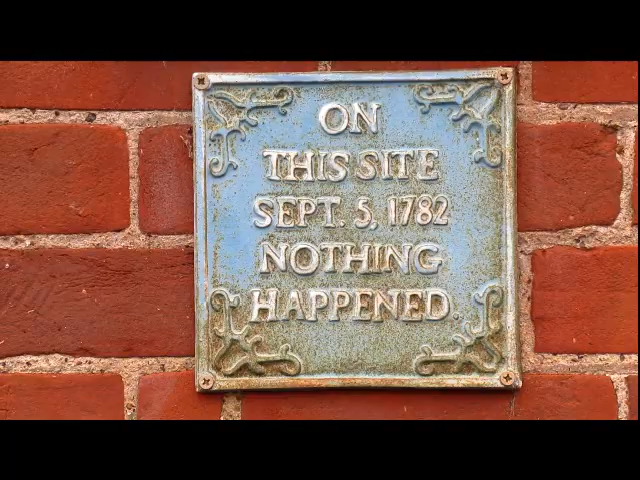 ON
THIS SITE
SEPT. 5, 1782
NOTHING
HAPPENED.